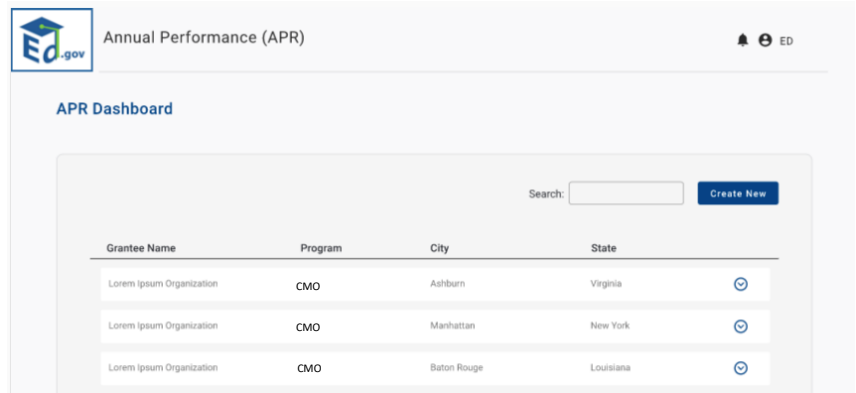 Ed.gov
Annual Performance (APR)
ED
APR Dashboard
Search:
Create New
Grantee Name Program City State
Lorem Ipsum Organization CMO Ashburn Virginia
Lorem Ipsum Organization CMO Manhattan New York
Lorem Ipsum Organization CMO Baton Rouge Louisiana